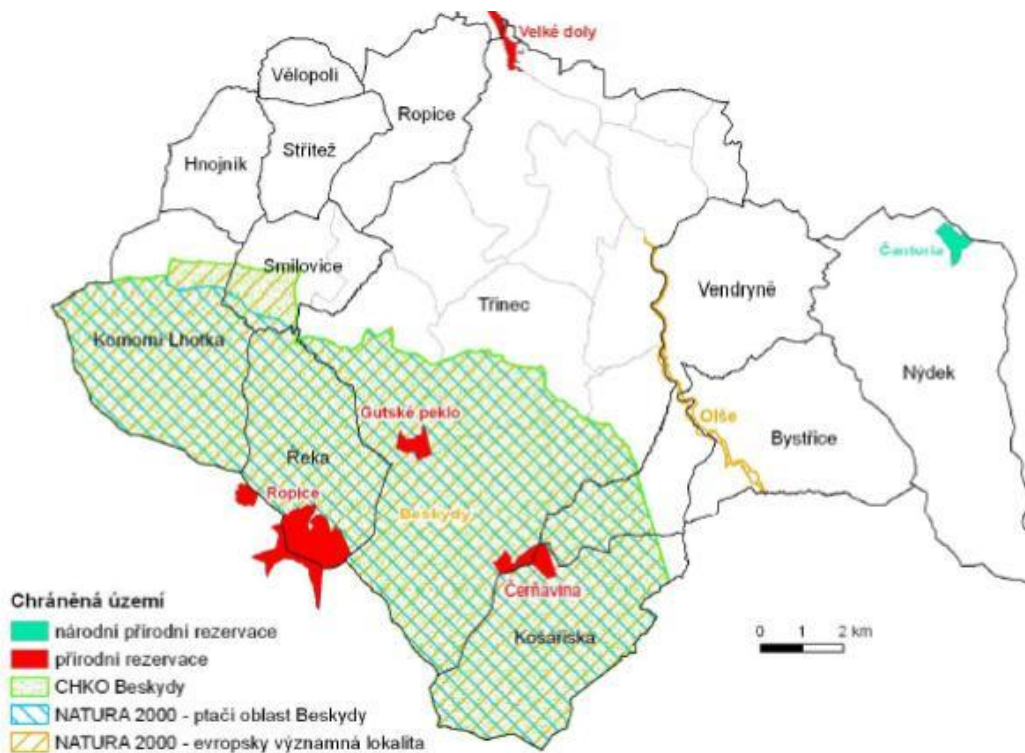 Velké doly
Vělopolí
Ropice
Střítež
Hnojník
Čantoria
Smilovice
Vendryně
Třinec
Komorní Lhotka
Nýdek
Gutské peklo
Olše
Bystřice
Řeka
Ropice
Beskydy
Čerňavina
Košařiska
Chráněná území
národní přírodní rezervace
přírodní rezervace
CHKO Beskydy
NATURA 2000 - ptačí oblast Beskydy
NATURA 2000 - evropsky významná lokalita
0 1 2 km